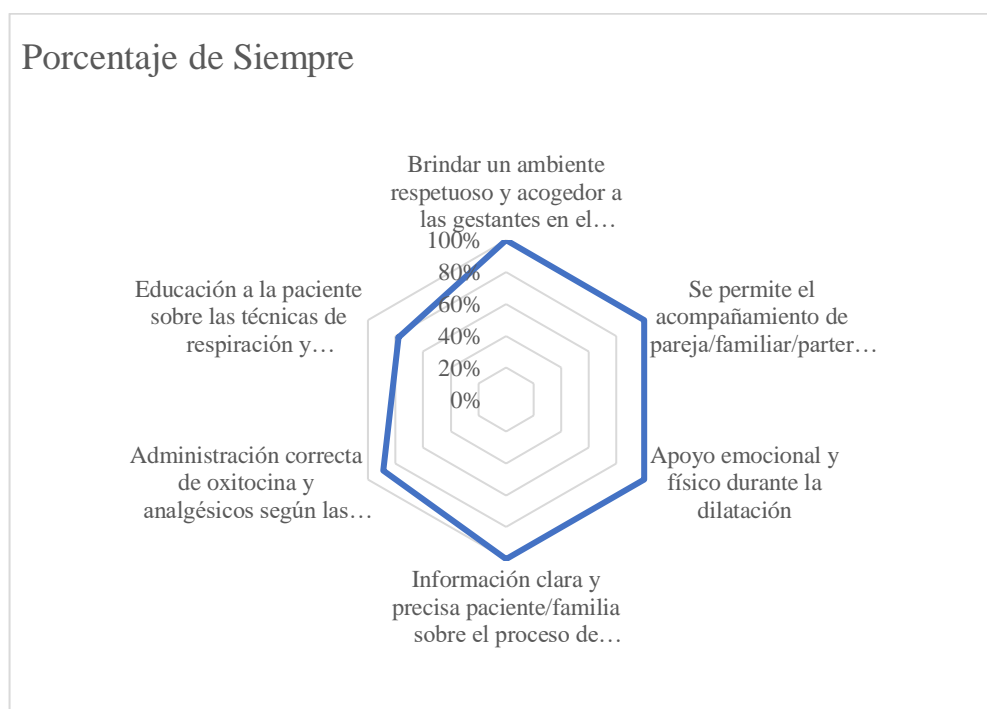 Porcentaje de Siempre
Brindar un ambiente
respetuoso y acogedor a
las gestantes en el…
100%
80%
60%
40%
20%
0%
Se permite el
acompañamiento de
pareja/familiar/parter…
Apoyo emocional y
físico durante la
dilatación
Información clara y
precisa paciente/familia
sobre el proceso de…
Administración correcta
de oxitocina y
analgésicos según las…
Educación a la paciente
sobre las técnicas de
respiración y…